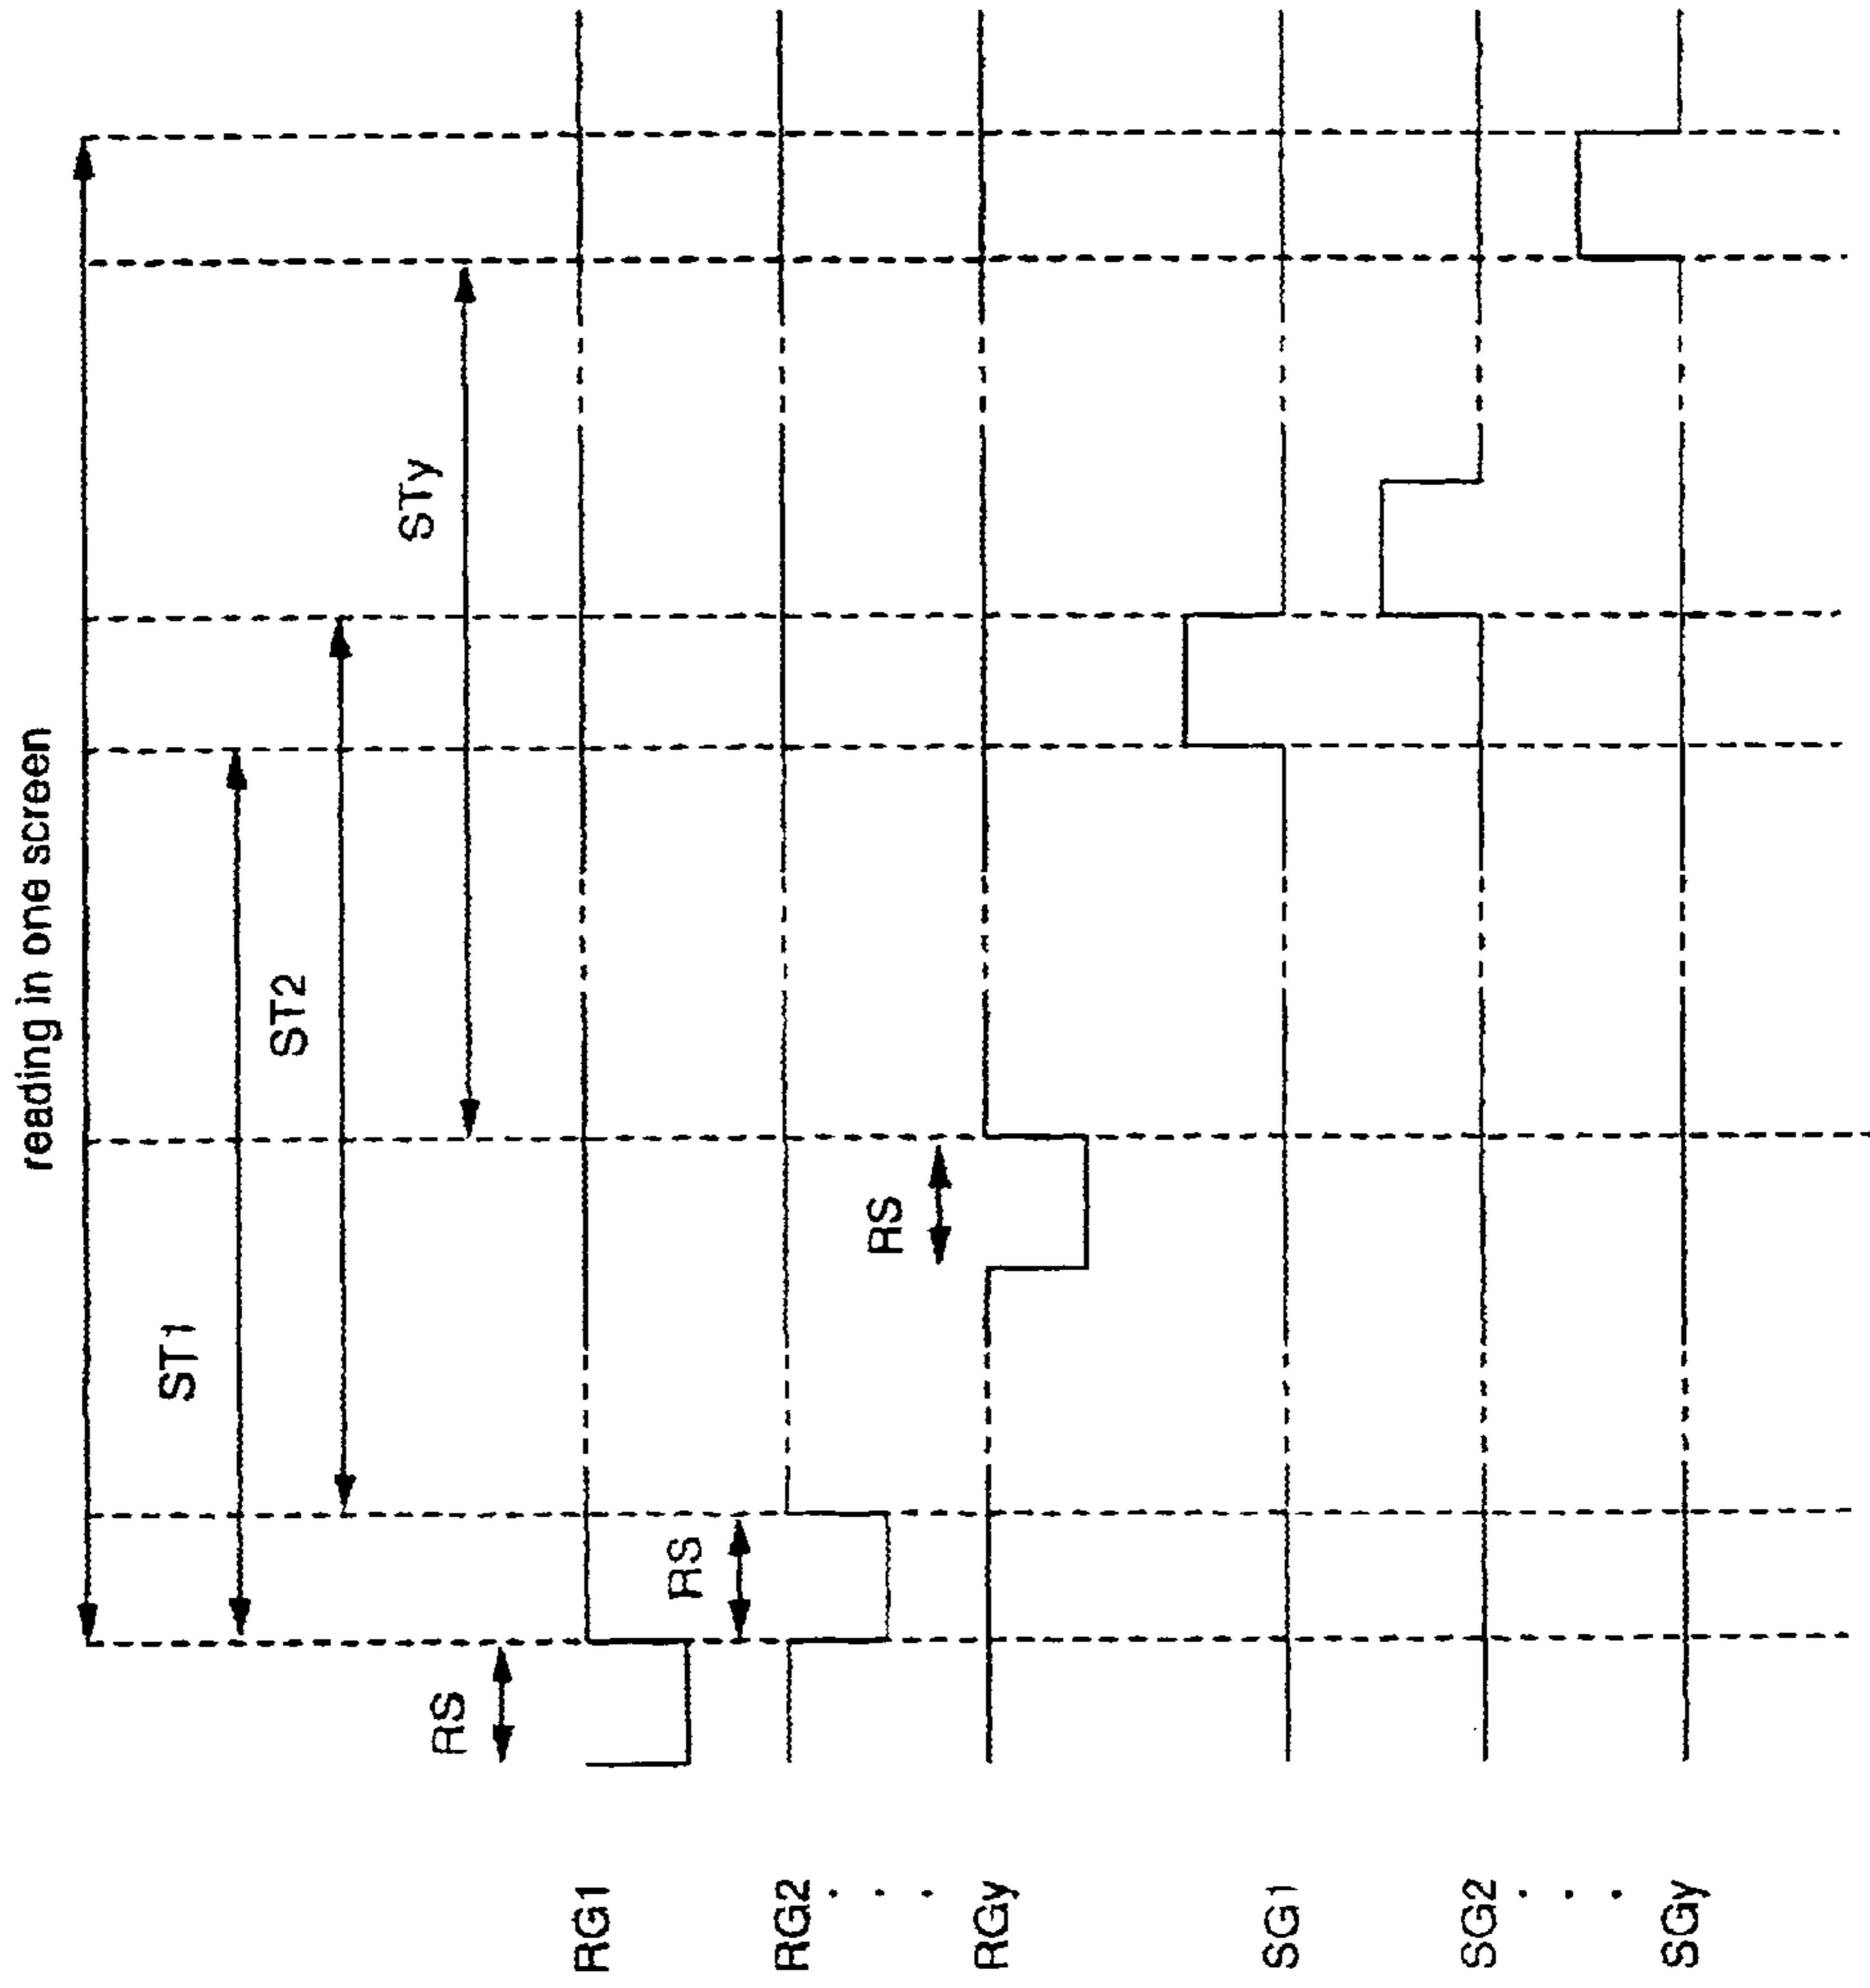 reading in one screen
ST1
ST2
STy
RS
RS
RS
RG1
RG2
RGy
SG1
SG2
SGy